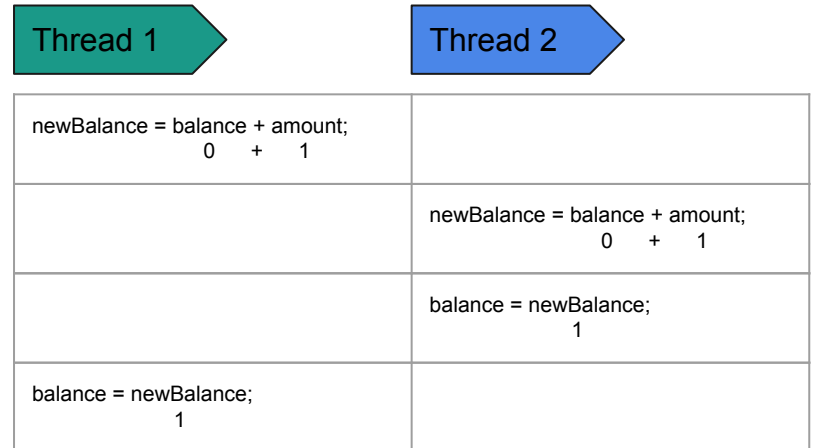 Thread 1
Thread 2
newBalance = balance + amount;
0 + 1
newBalance = balance + amount;
0 + 1
balance = newBalance;
1
balance = newBalance;
1